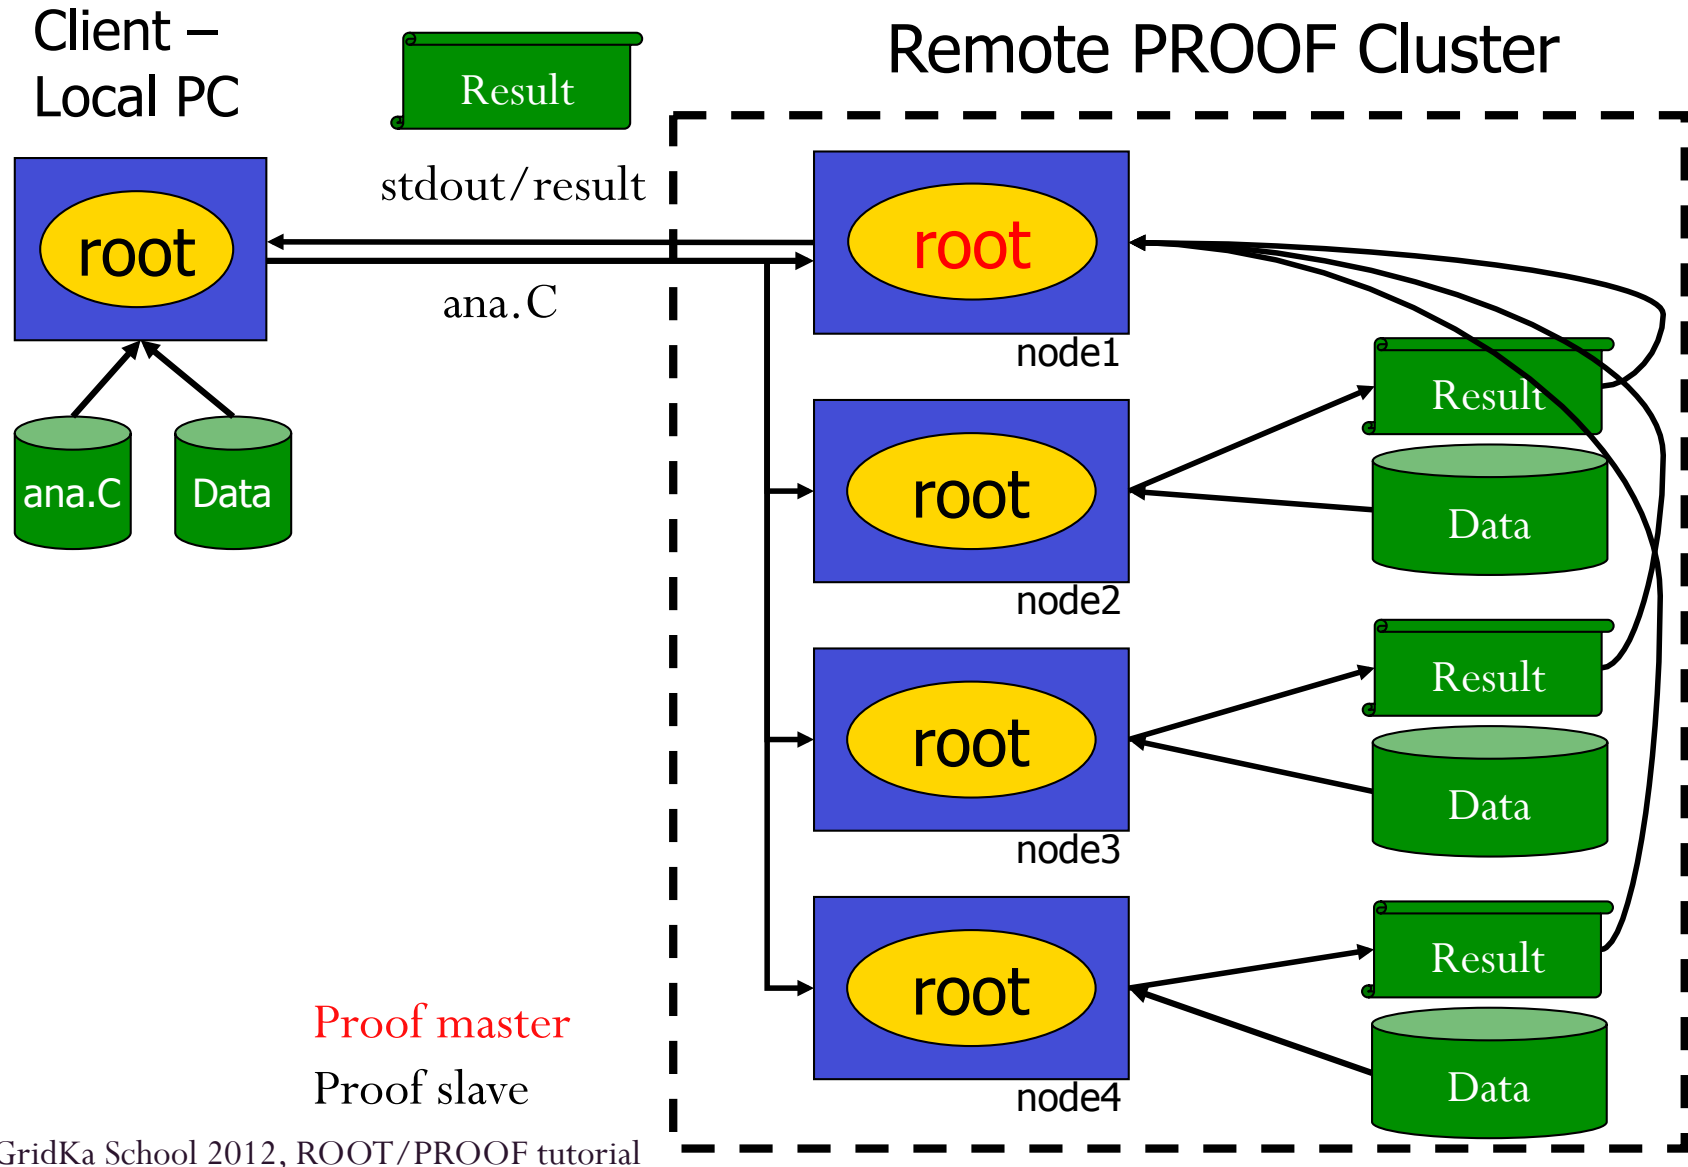 Client –
Local PC
Result
Remote PROOF Cluster
stdout/result
root
root
ana.C
node1
Result
ana.C
Data
root
Data
node2
Result
root
Data
node3
Result
root
Proof master
Proof slave
Data
node4
GridKa School 2012, ROOT/PROOF tutorial